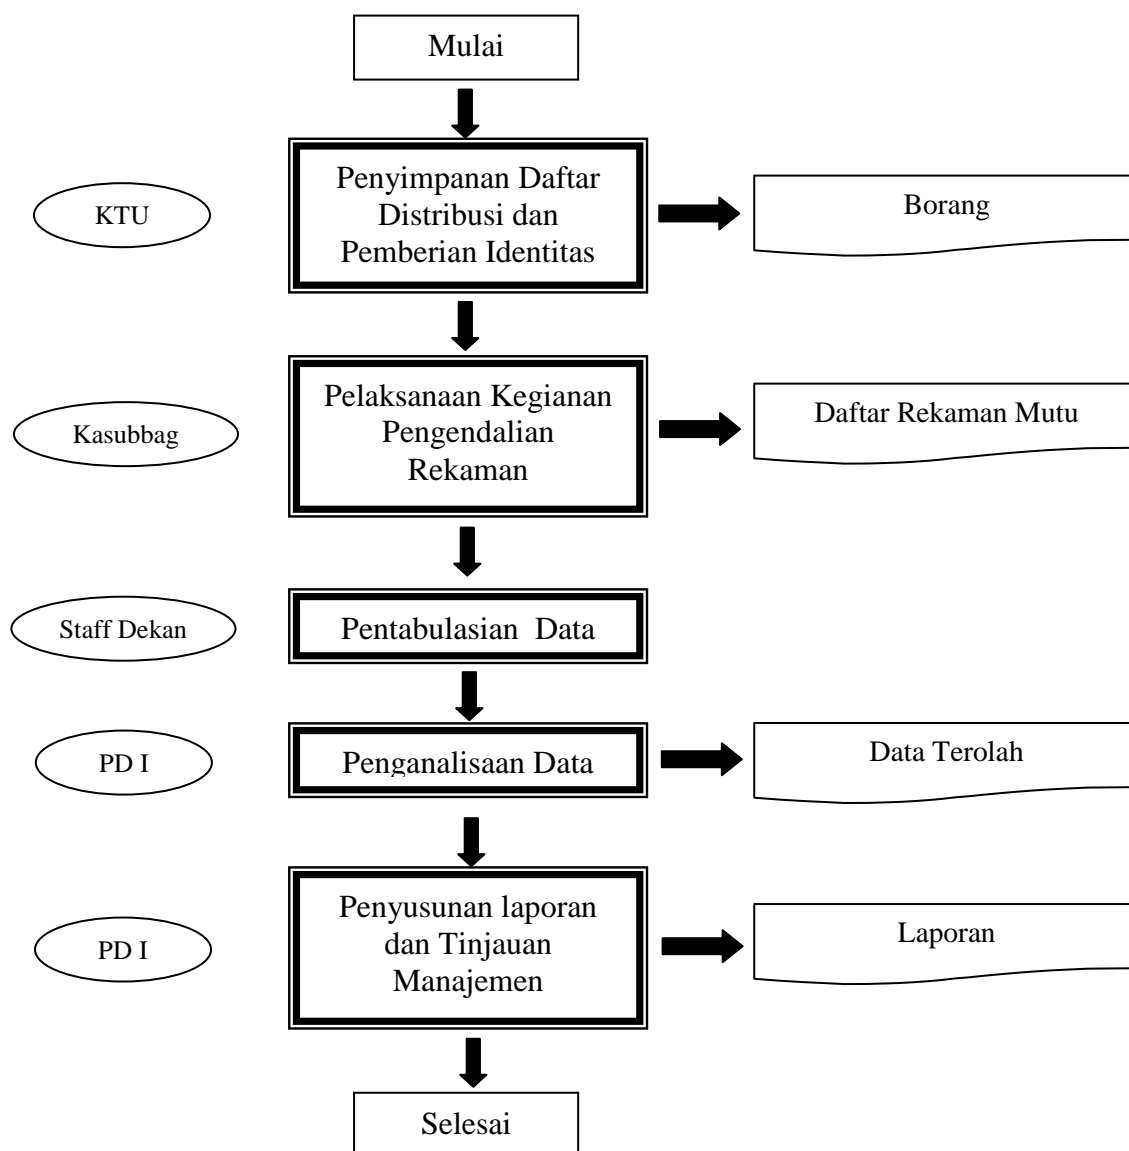 Mulai
KTU
Penyimpanan Daftar
Distribusi dan
Pemberian Identitas
Borang
Kasubbag
Pelaksanaan Kegianan
Pengendalian
Rekaman
Daftar Rekaman Mutu
Staff Dekan
Pentabulasian Data
PD I
Penganalisaan Data
Data Terolah
PD I
Penyusunan laporan
dan Tinjauan
Manajemen
Laporan
Selesai